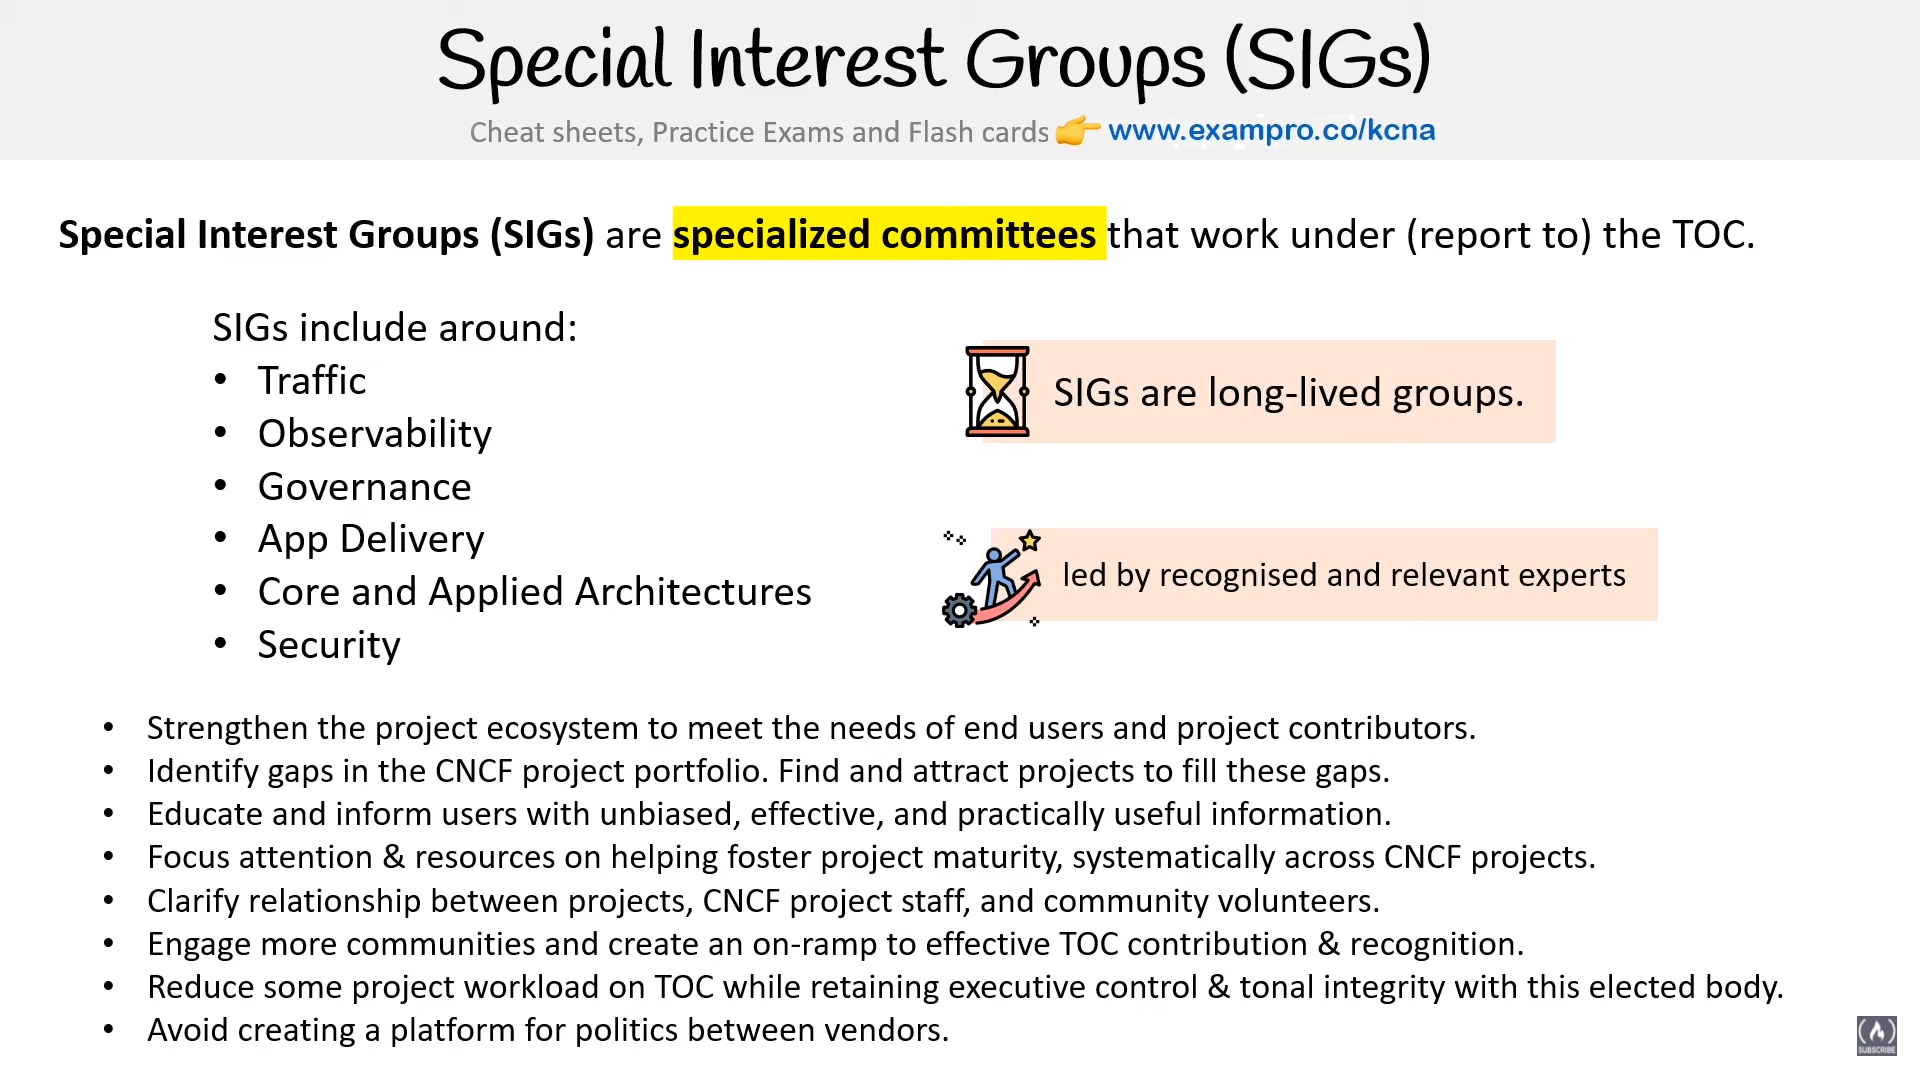 Special Interest Groups (SIGs)
Cheat sheets, Practice Exams and Flash cards www.exampro.co/kcna
Special Interest Groups (SIGs) are specialized committees that work under (report to) the TOC.
SIGs include around:
• Traffic
• Observability
• Governance
• App Delivery
• Core and Applied Architectures
• Security
SIGs are long-lived groups.
led by recognised and relevant experts
• Strengthen the project ecosystem to meet the needs of end users and project contributors.
• Identify gaps in the CNCF project portfolio. Find and attract projects to fill these gaps.
• Educate and inform users with unbiased, effective, and practically useful information.
• Focus attention & resources on helping foster project maturity, systematically across CNCF projects.
• Clarify relationship between projects, CNCF project staff, and community volunteers.
• Engage more communities and create an on-ramp to effective TOC contribution & recognition.
• Reduce some project workload on TOC while retaining executive control & tonal integrity with this elected body.
• Avoid creating a platform for politics between vendors.
SUBSCRIBE